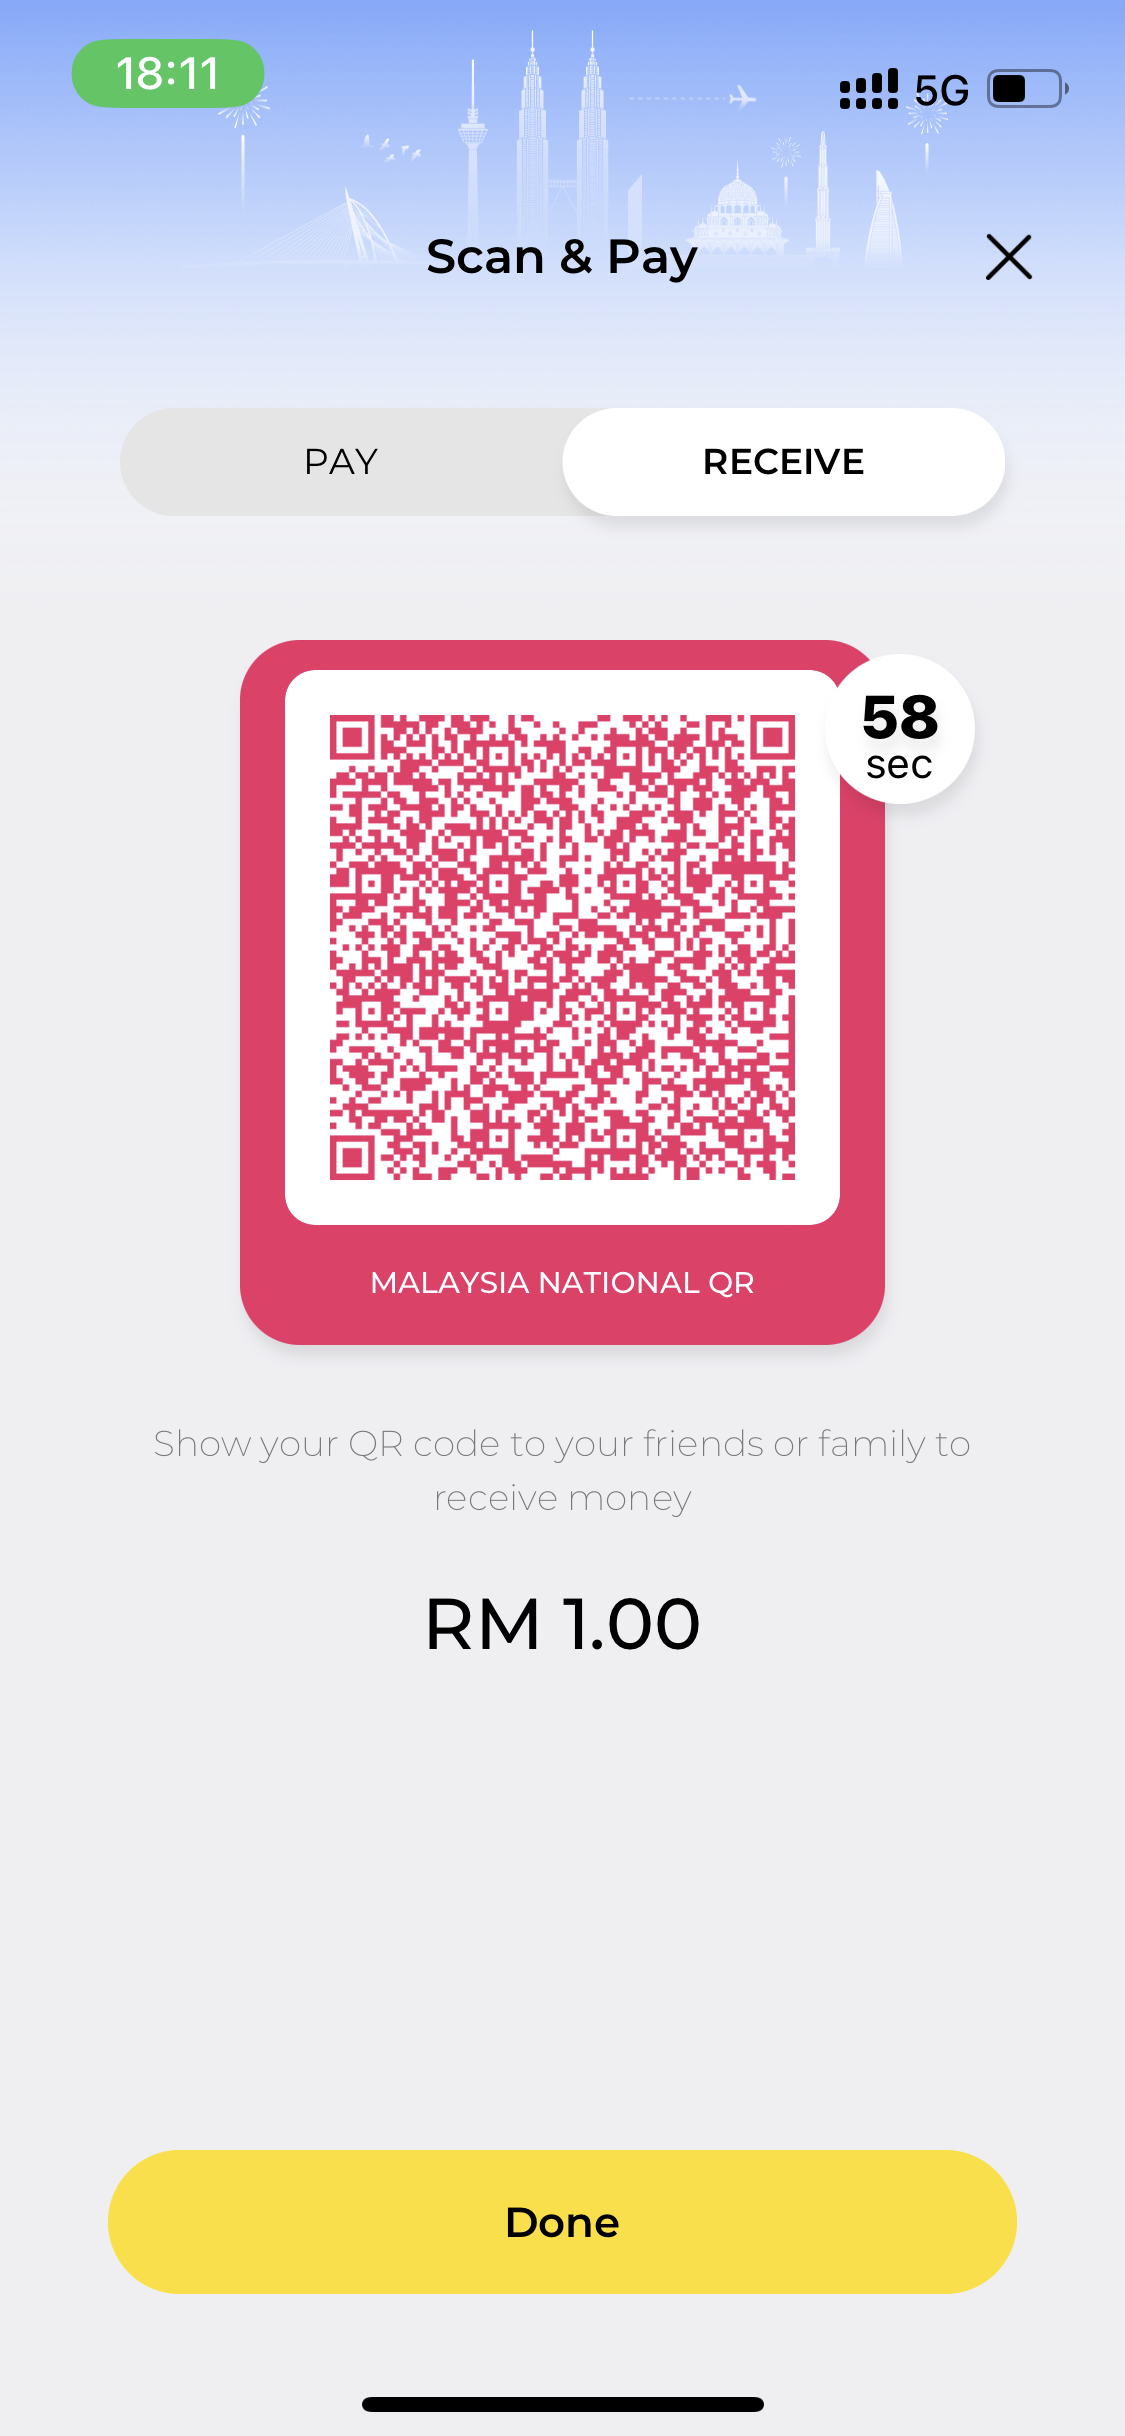 18:11
5G
Scan & Pay
PAY
RECEIVE
58
sec
MALAYSIA NATIONAL QR
Show your QR code to your friends or family to
receive money
RM 1.00
Done